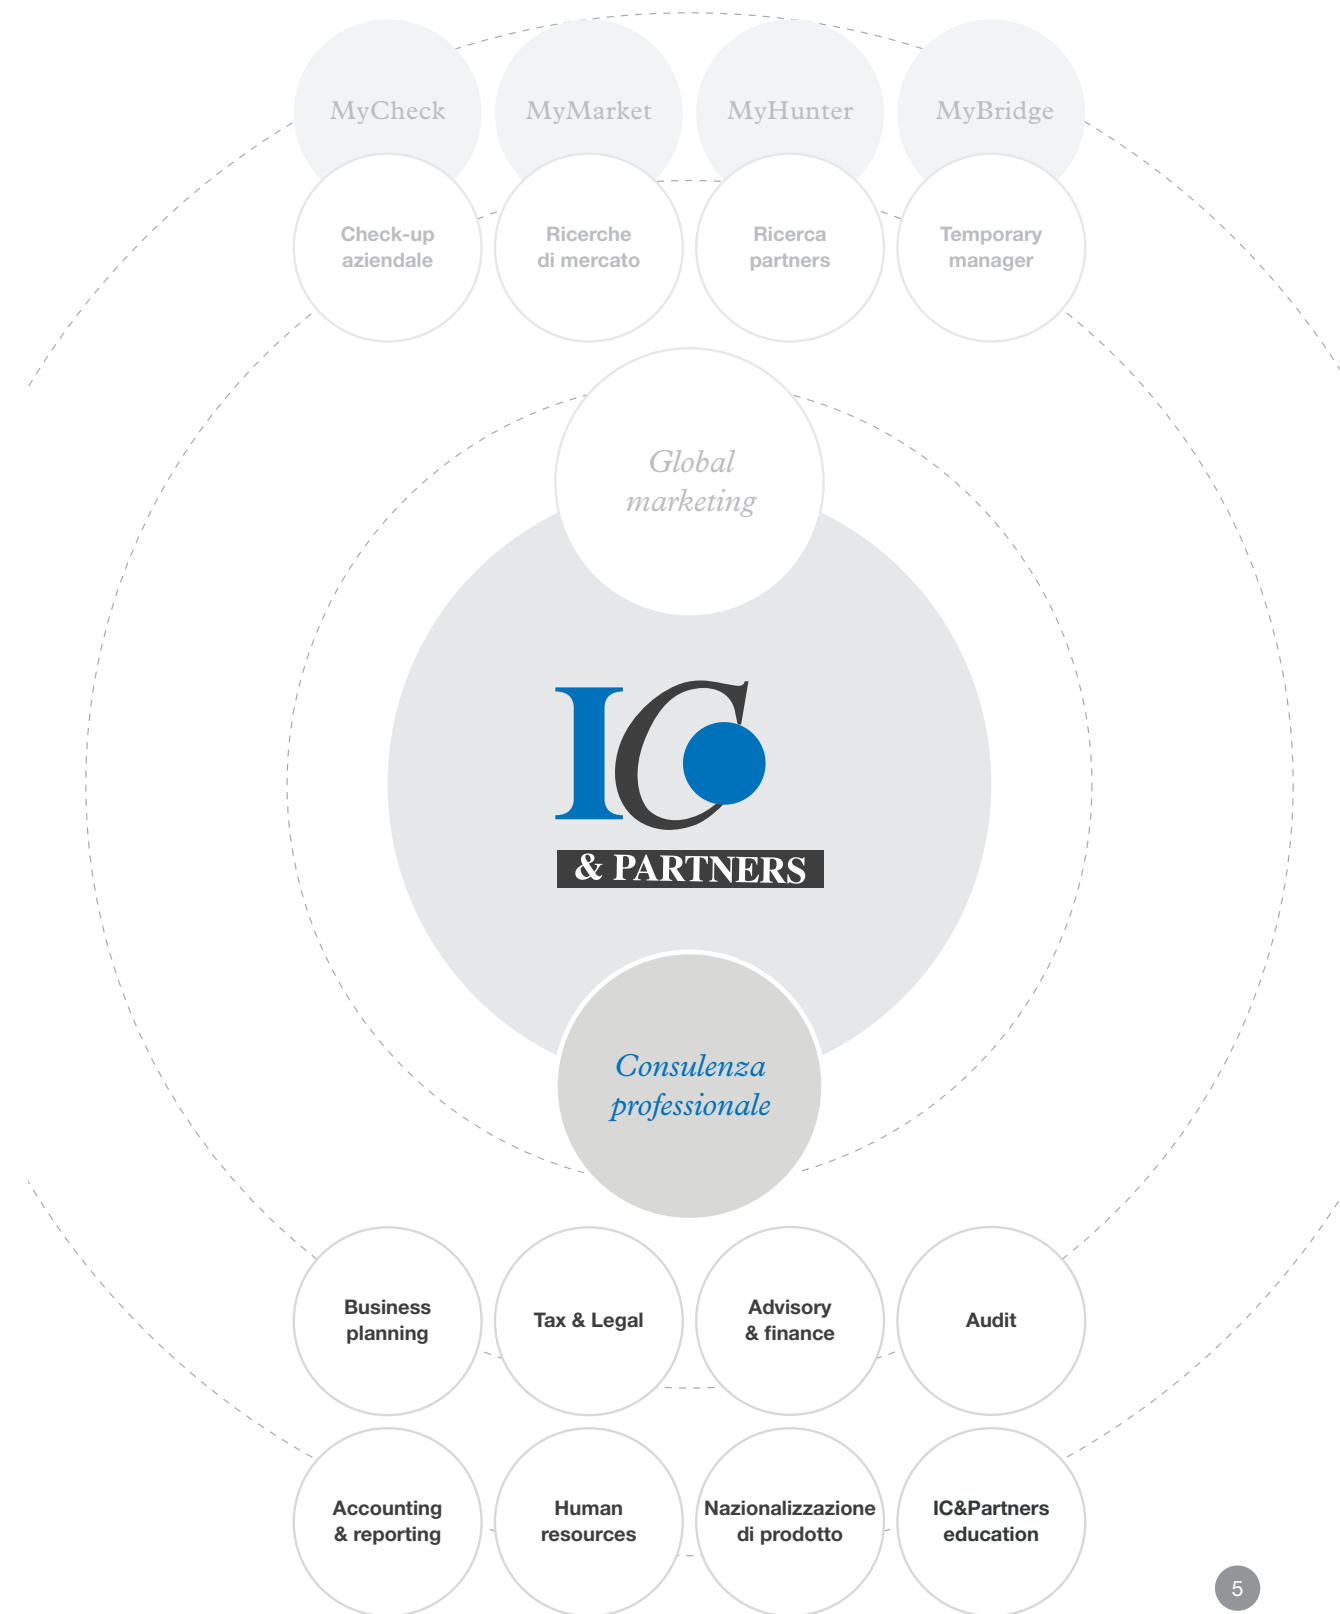 MyCheck
MyMarket
MyHunter
MyBridge
Check-up
aziendale
Ricerche
di mercato
Ricerca
partners
Temporary
manager
Global
marketing
IC
& PARTNERS
Consulenza
professionale
Business
planning
Tax & Legal
Advisory
& finance
Audit
Accounting
& reporting
Human
resources
Nazionalizzazione
di prodotto
IC&Partners
education
5